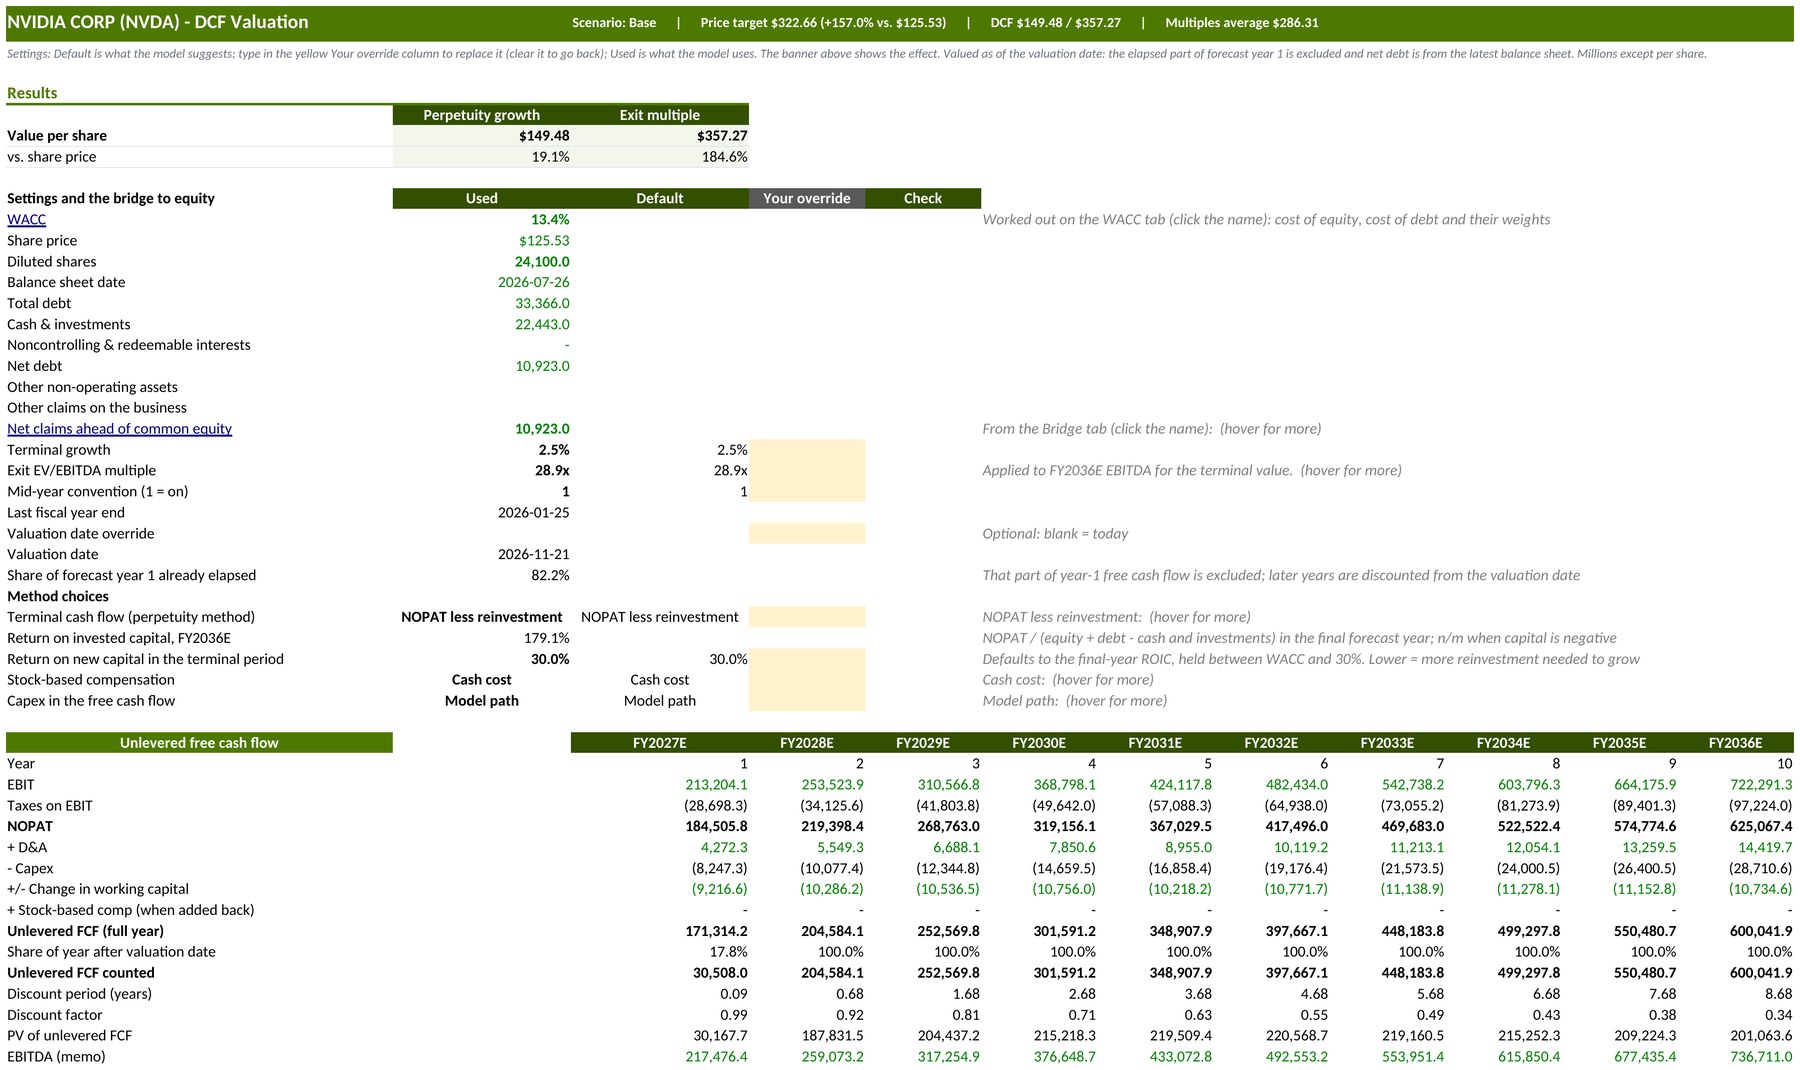 NVIDIA CORP (NVDA) - DCF Valuation Scenario: Base | Price target $322.66 (+157.0% vs. $125.53) | DCF $149.48 / $357.27 | Multiples average $286.31
Settings: Default is what the model suggests; type in the yellow Your override column to replace it (clear it to go back); Used is what the model uses. The banner above shows the effect. Valued as of the valuation date: the elapsed part of forecast year 1 is excluded and net debt is from the latest balance sheet. Millions except per share.
Results
Perpetuity growth Exit multiple
Value per share $149.48 $357.27
vs. share price 19.1% 184.6%
Settings and the bridge to equity Used Default Your override Check
WACC 13.4% Worked out on the WACC tab (click the name): cost of equity, cost of debt and their weights
Share price $125.53
Diluted shares 24,100.0
Balance sheet date 2026-07-26
Total debt 33,366.0
Cash & investments 22,443.0
Noncontrolling & redeemable interests -
Net debt 10,923.0
Other non-operating assets
Other claims on the business
Net claims ahead of common equity 10,923.0 From the Bridge tab (click the name): (hover for more)
Terminal growth 2.5% 2.5%
Exit EV/EBITDA multiple 28.9x 28.9x Applied to FY2036E EBITDA for the terminal value. (hover for more)
Mid-year convention (1 = on) 1 1
Last fiscal year end 2026-01-25
Valuation date override Optional: blank = today
Valuation date 2026-11-21
Share of forecast year 1 already elapsed 82.2% That part of year-1 free cash flow is excluded; later years are discounted from the valuation date
Method choices
Terminal cash flow (perpetuity method) NOPAT less reinvestment NOPAT less reinvestment NOPAT less reinvestment: (hover for more)
Return on invested capital, FY2036E 179.1% NOPAT / (equity + debt - cash and investments) in the final forecast year; n/m when capital is negative
Return on new capital in the terminal period 30.0% 30.0% Defaults to the final-year ROIC, held between WACC and 30%. Lower = more reinvestment needed to grow
Stock-based compensation Cash cost Cash cost Cash cost: (hover for more)
Capex in the free cash flow Model path Model path Model path: (hover for more)
Unlevered free cash flow FY2027E FY2028E FY2029E FY2030E FY2031E FY2032E FY2033E FY2034E FY2035E FY2036E
Year 1 2 3 4 5 6 7 8 9 10
EBIT 213,204.1 253,523.9 310,566.8 368,798.1 424,117.8 482,434.0 542,738.2 603,796.3 664,175.9 722,291.3
Taxes on EBIT (28,698.3) (34,125.6) (41,803.8) (49,642.0) (57,088.3) (64,938.0) (73,055.2) (81,273.9) (89,401.3) (97,224.0)
NOPAT 184,505.8 219,398.4 268,763.0 319,156.1 367,029.5 417,496.0 469,683.0 522,522.4 574,774.6 625,067.4
+ D&A 4,272.3 5,549.3 6,688.1 7,850.6 8,955.0 10,119.2 11,213.1 12,054.1 13,259.5 14,419.7
- Capex (8,247.3) (10,077.4) (12,344.8) (14,659.5) (16,858.4) (19,176.4) (21,573.5) (24,000.5) (26,400.5) (28,710.6)
+/- Change in working capital (9,216.6) (10,286.2) (10,536.5) (10,756.0) (10,218.2) (10,771.7) (11,138.9) (11,278.1) (11,152.8) (10,734.6)
+ Stock-based comp (when added back) - - - - - - - - - -
Unlevered FCF (full year) 171,314.2 204,584.1 252,569.8 301,591.2 348,907.9 397,667.1 448,183.8 499,297.8 550,480.7 600,041.9
Share of year after valuation date 17.8% 100.0% 100.0% 100.0% 100.0% 100.0% 100.0% 100.0% 100.0% 100.0%
Unlevered FCF counted 30,508.0 204,584.1 252,569.8 301,591.2 348,907.9 397,667.1 448,183.8 499,297.8 550,480.7 600,041.9
Discount period (years) 0.09 0.68 1.68 2.68 3.68 4.68 5.68 6.68 7.68 8.68
Discount factor 0.99 0.92 0.81 0.71 0.63 0.55 0.49 0.43 0.38 0.34
PV of unlevered FCF 30,167.7 187,831.5 204,437.2 215,218.3 219,509.4 220,568.7 219,160.5 215,252.3 209,224.3 201,063.6
EBITDA (memo) 217,476.4 259,073.2 317,254.9 376,648.7 433,072.8 492,553.2 553,951.4 615,850.4 677,435.4 736,711.0